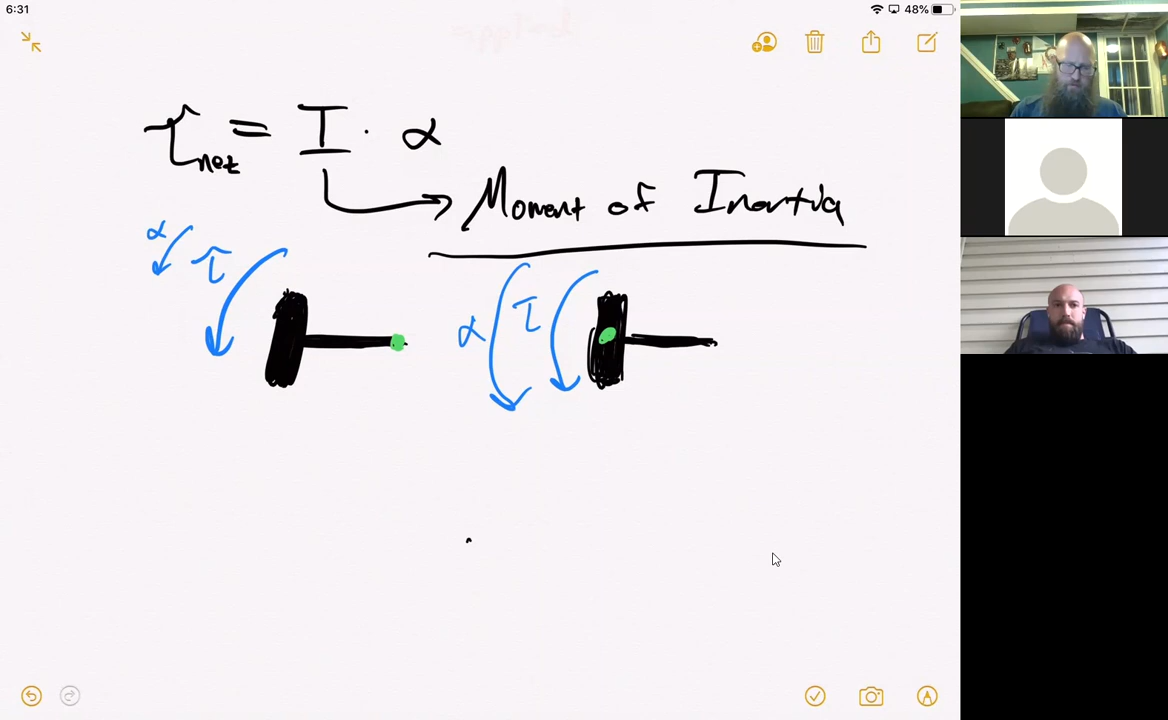 6:31 48%
τnet = I · α
Moment of Inertia
α τ
α τ